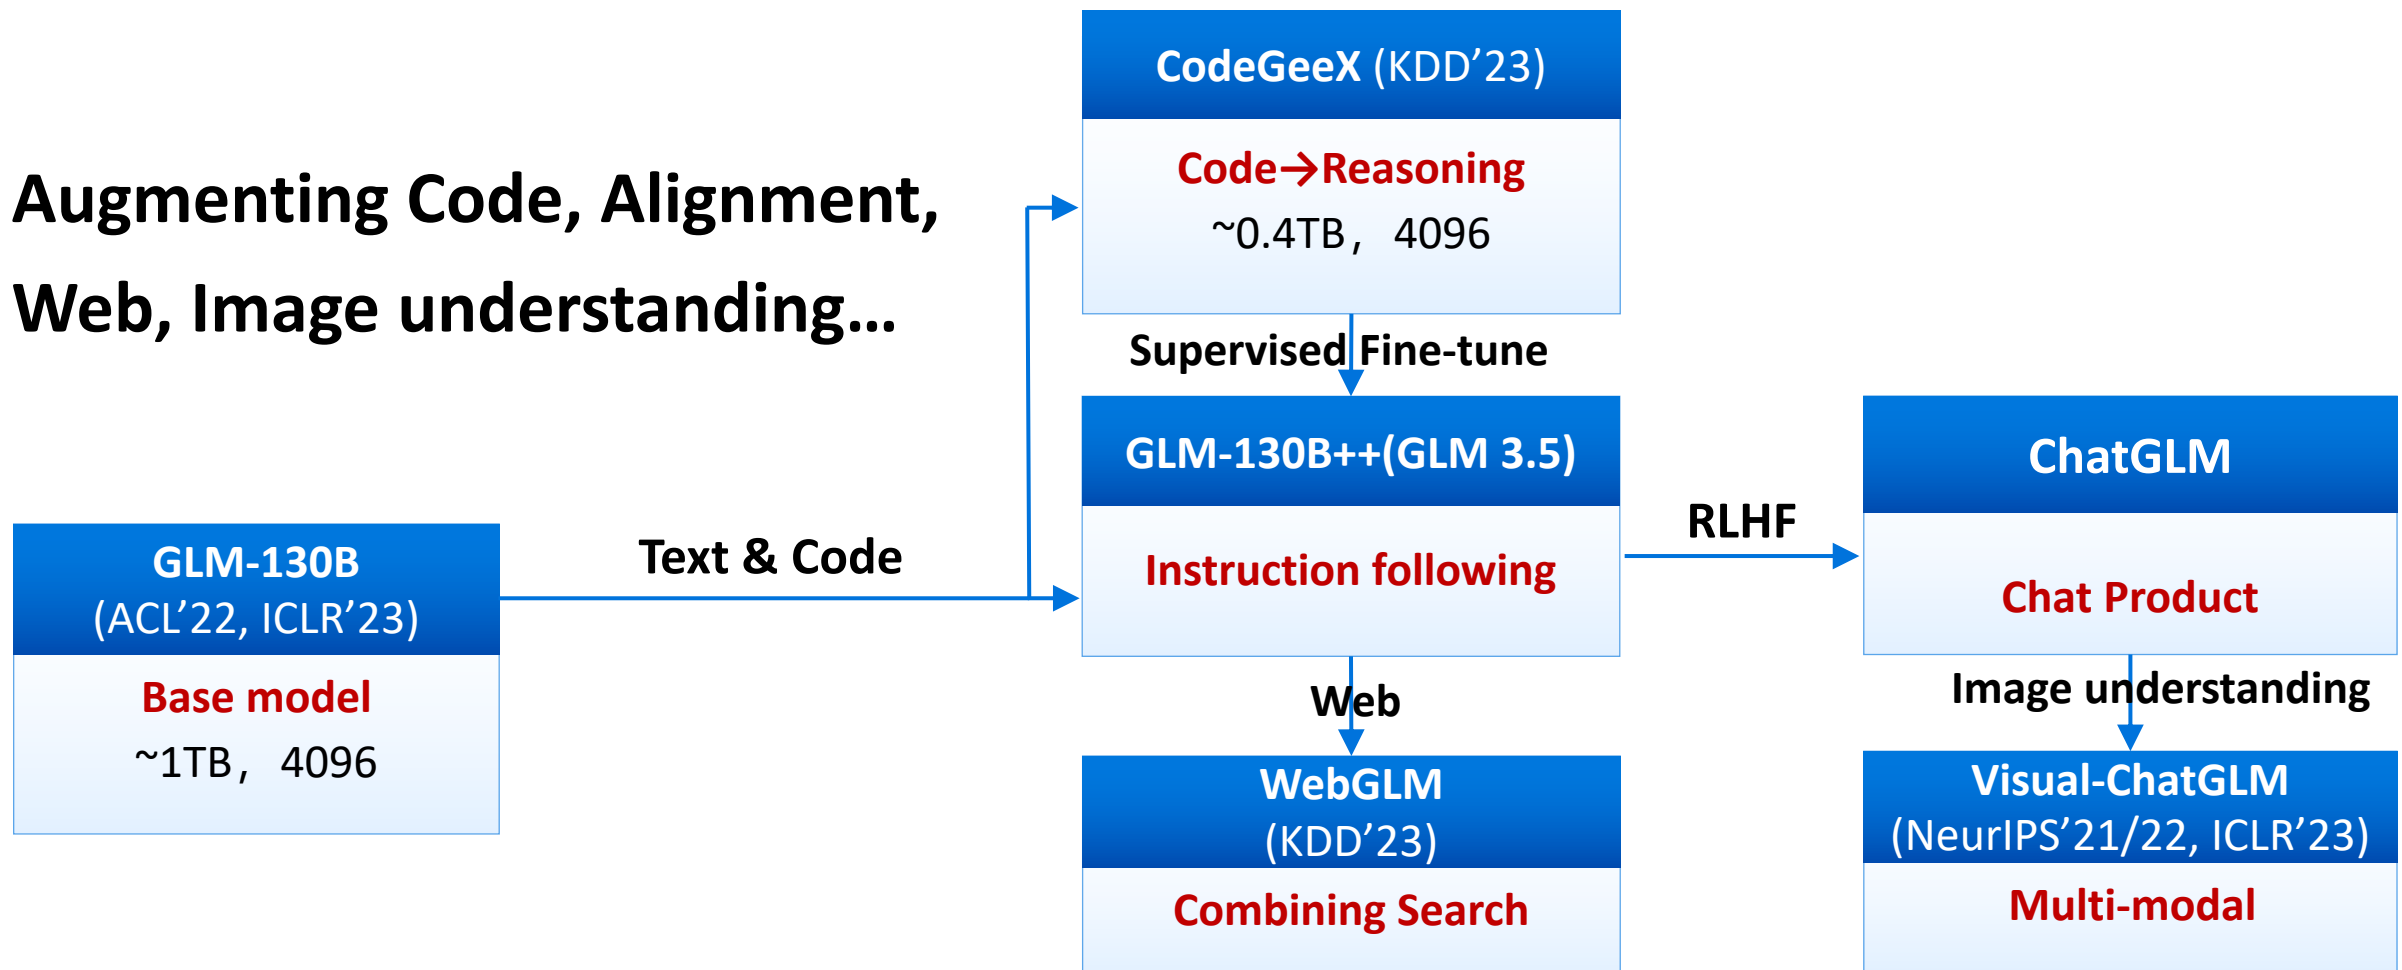 Augmenting Code, Alignment,
Web, Image understanding…
GLM-130B
(ACL’22, ICLR’23)
Base model
~1TB, 4096
Text & Code
CodeGeeX (KDD’23)
Code→Reasoning
~0.4TB, 4096
Supervised Fine-tune
GLM-130B++(GLM 3.5)
Instruction following
Web
WebGLM
(KDD’23)
Combining Search
RLHF
ChatGLM
Chat Product
Image understanding
Visual-ChatGLM
(NeurIPS’21/22, ICLR’23)
Multi-modal